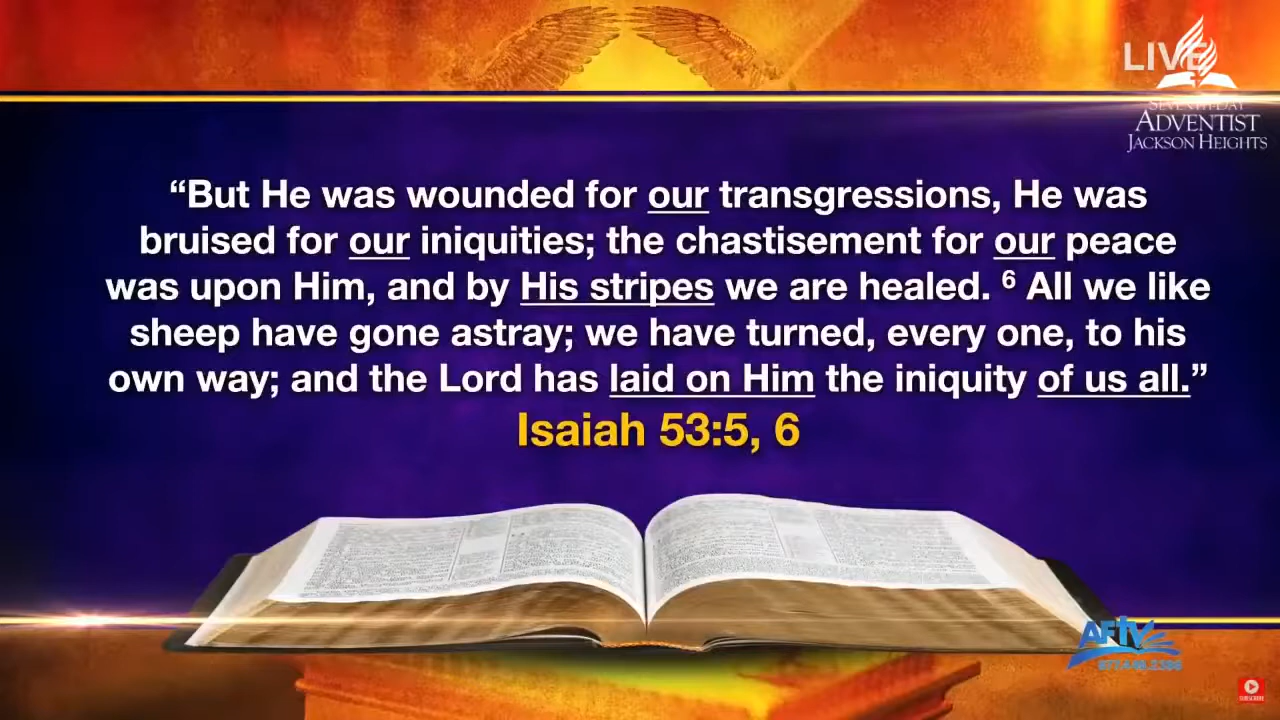 LIVE
SEVENTH-DAY
ADVENTIST
JACKSON HEIGHTS
“But He was wounded for our transgressions, He was
bruised for our iniquities; the chastisement for our peace
was upon Him, and by His stripes we are healed. ⁶ All we like
sheep have gone astray; we have turned, every one, to his
own way; and the Lord has laid on Him the iniquity of us all.”
Isaiah 53:5, 6
AFTV
SUBSCRIBE